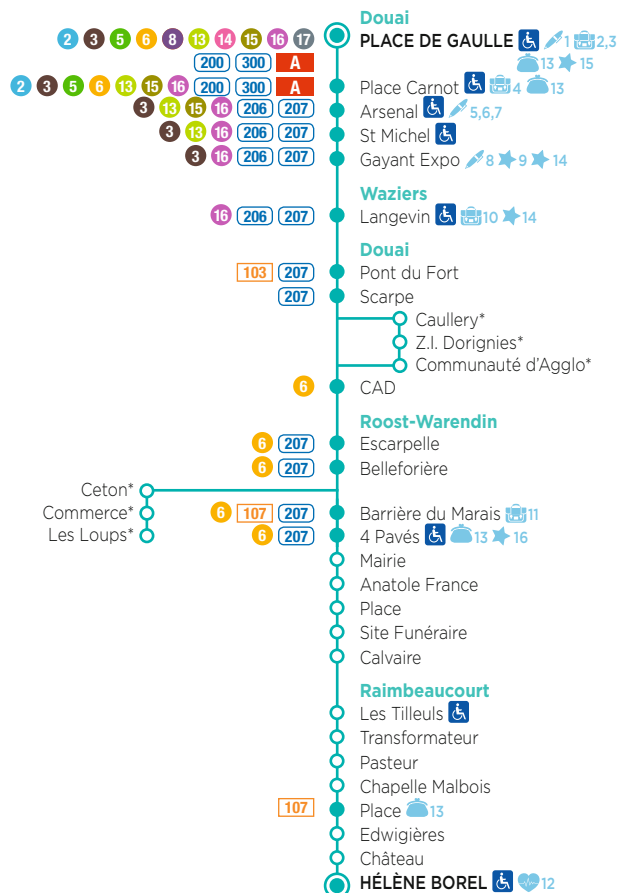 Douai
2 3 5 6 8 13 14 15 16 17 PLACE DE GAULLE 1 2,3
200 300 A 13 15
2 3 5 6 13 15 16 200 300 A Place Carnot 4 13
3 13 15 16 206 207 Arsenal 5,6,7
3 13 16 206 207 St Michel
3 16 206 207 Gayant Expo 8 9 14
Waziers
16 206 207 Langevin 10 14
Douai
103 207 Pont du Fort
207 Scarpe
Caullery*
Z.I. Dorignies*
Communauté d'Agglo*
6 CAD
Roost-Warendin
6 207 Escarpelle
6 207 Belleforière
Ceton*
Commerce* 6 107 207 Barrière du Marais 11
Les Loups* 6 207 4 Pavés 13 16
Mairie
Anatole France
Place
Site Funéraire
Calvaire
Raimbeaucourt
Les Tilleuls
Transformateur
Pasteur
Chapelle Malbois
107 Place 13
Edwigières
Château
HÉLÈNE BOREL 12